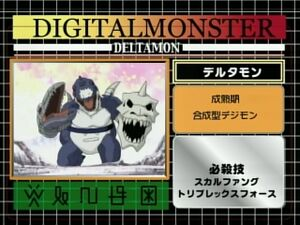 DIGITALMONSTER
DELTAMON
デルタモン
成熟期
合成型デジモン
必殺技
スカルファング
トリプレックスフォース